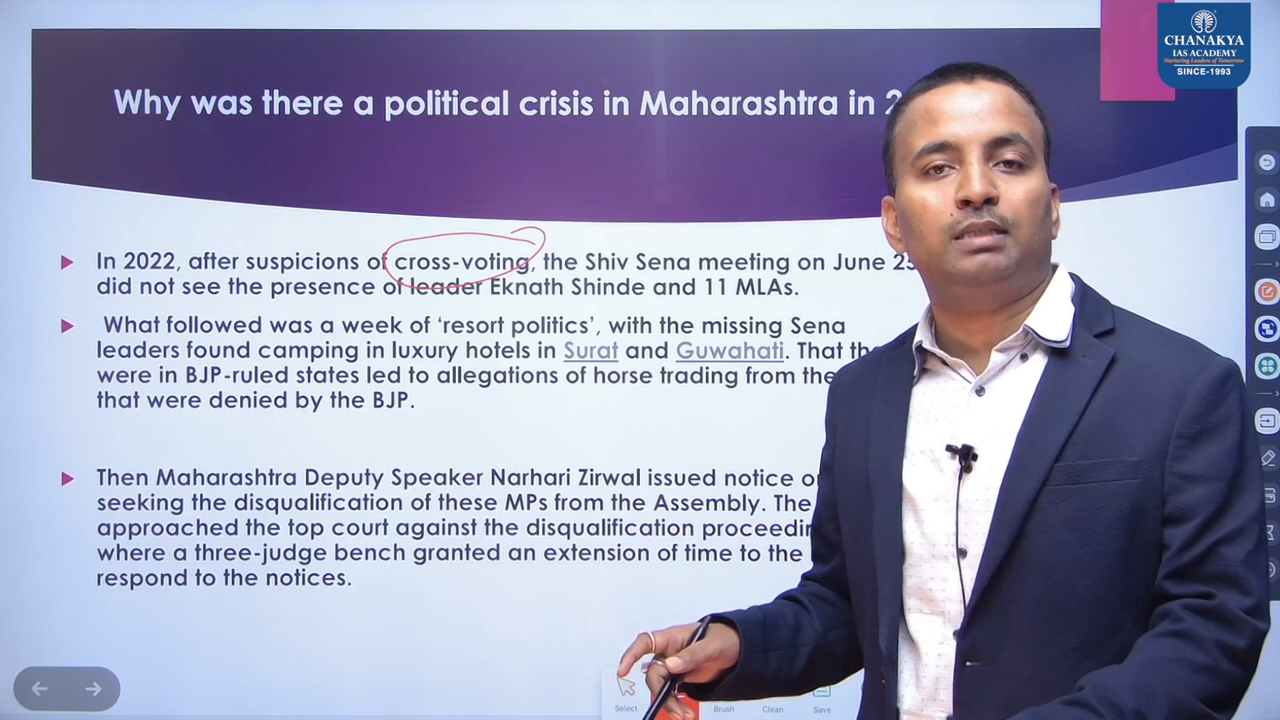 CHANAKYA
IAS ACADEMY
Nurturing Leaders of Tomorrow
SINCE-1993
Why was there a political crisis in Maharashtra in 2
In 2022, after suspicions of cross-voting, the Shiv Sena meeting on June 25
did not see the presence of leader Eknath Shinde and 11 MLAs.
What followed was a week of ‘resort politics’, with the missing Sena
leaders found camping in luxury hotels in Surat and Guwahati. That th
were in BJP-ruled states led to allegations of horse trading from the
that were denied by the BJP.
Then Maharashtra Deputy Speaker Narhari Zirwal issued notice o
seeking the disqualification of these MPs from the Assembly. The
approached the top court against the disqualification proceedin
where a three-judge bench granted an extension of time to the
respond to the notices.
Select
Brush
Clean
Save